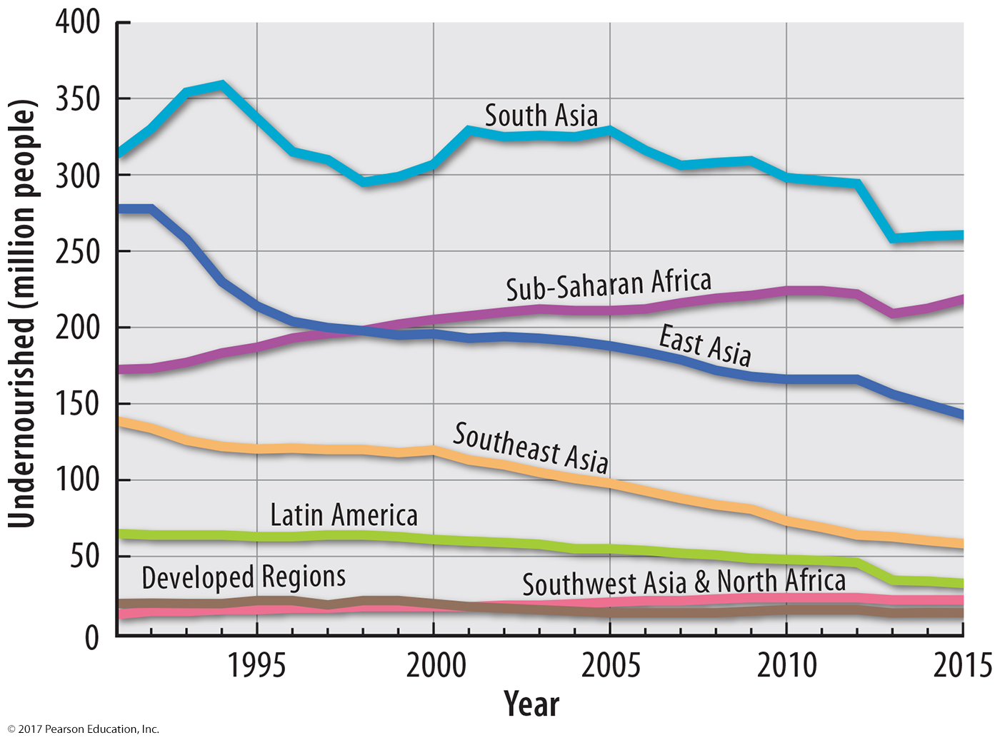 Undernourished (million people)
400
350
300
250
200
150
100
50
0
South Asia
Sub-Saharan Africa
East Asia
Southeast Asia
Latin America
Developed Regions
Southwest Asia & North Africa
1995 2000 2005 2010 2015
Year
© 2017 Pearson Education, Inc.